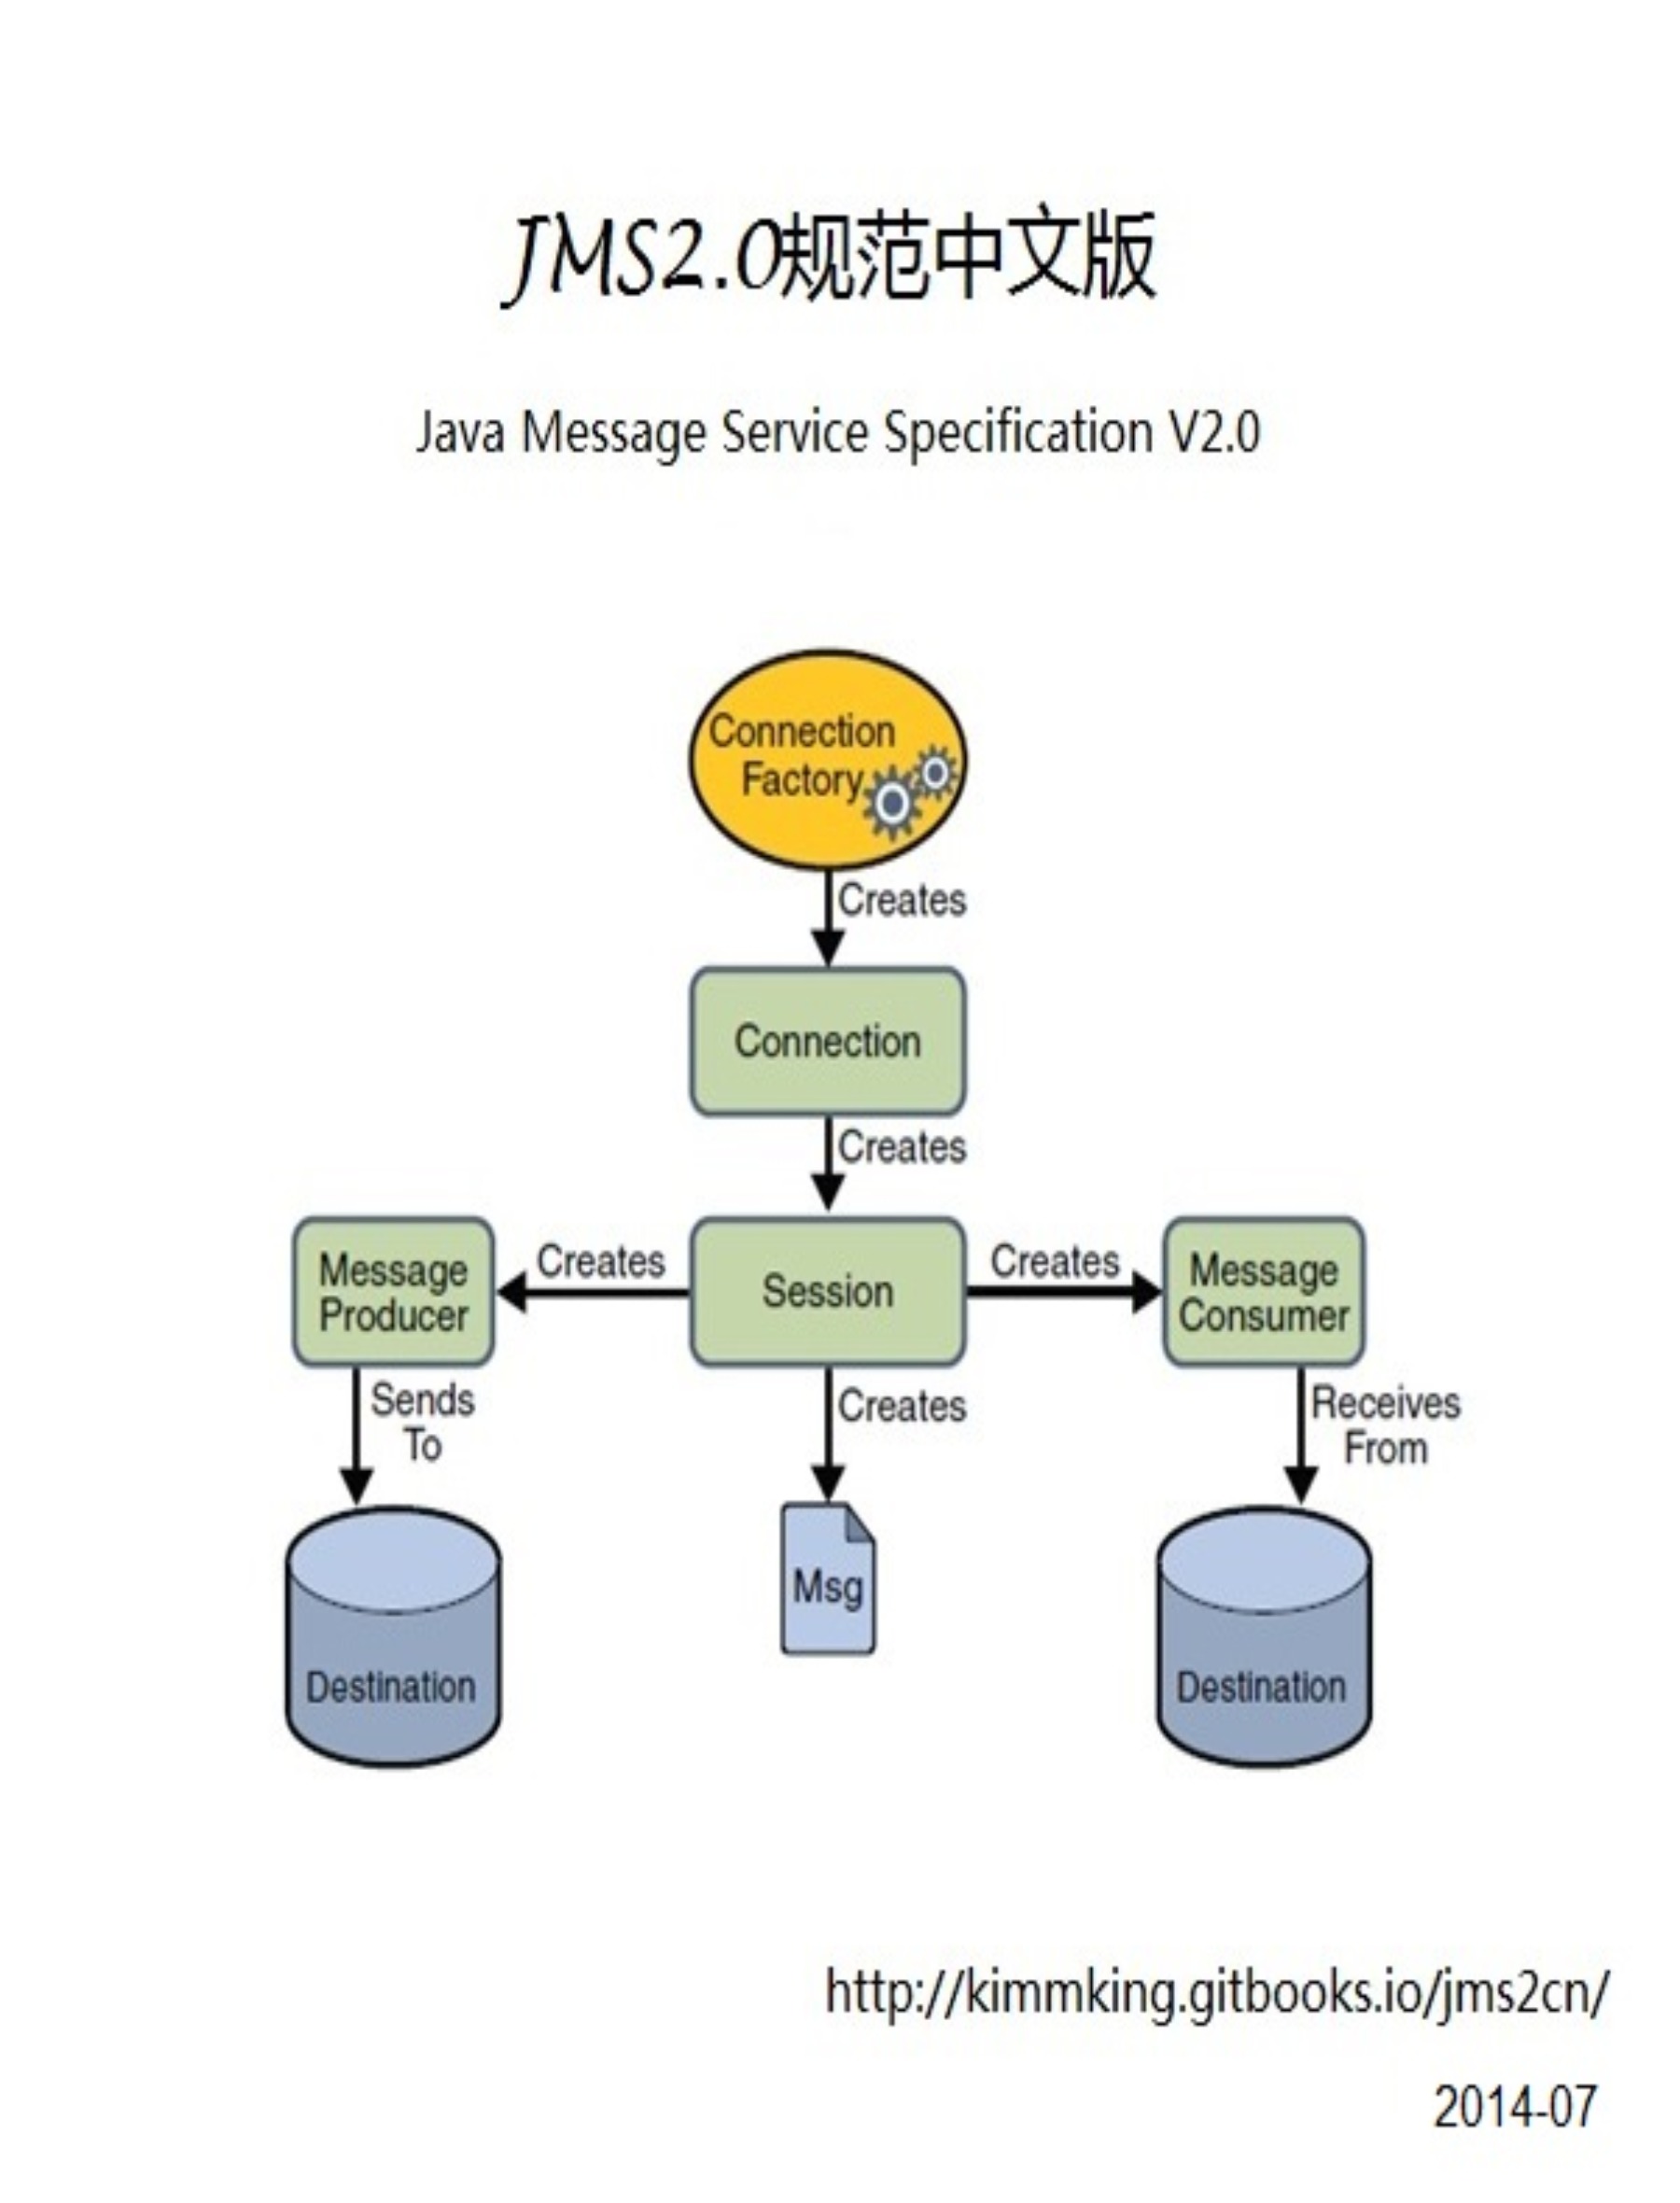 JMS2.0规范中文版
Java Message Service Specification V2.0
Connection
Factory
Creates
Connection
Creates
Message
Producer
Creates
Session
Creates
Message
Consumer
Sends
To
Creates
Receives
From
Destination
Msg
Destination
http://kimmking.gitbooks.io/jms2cn/
2014-07